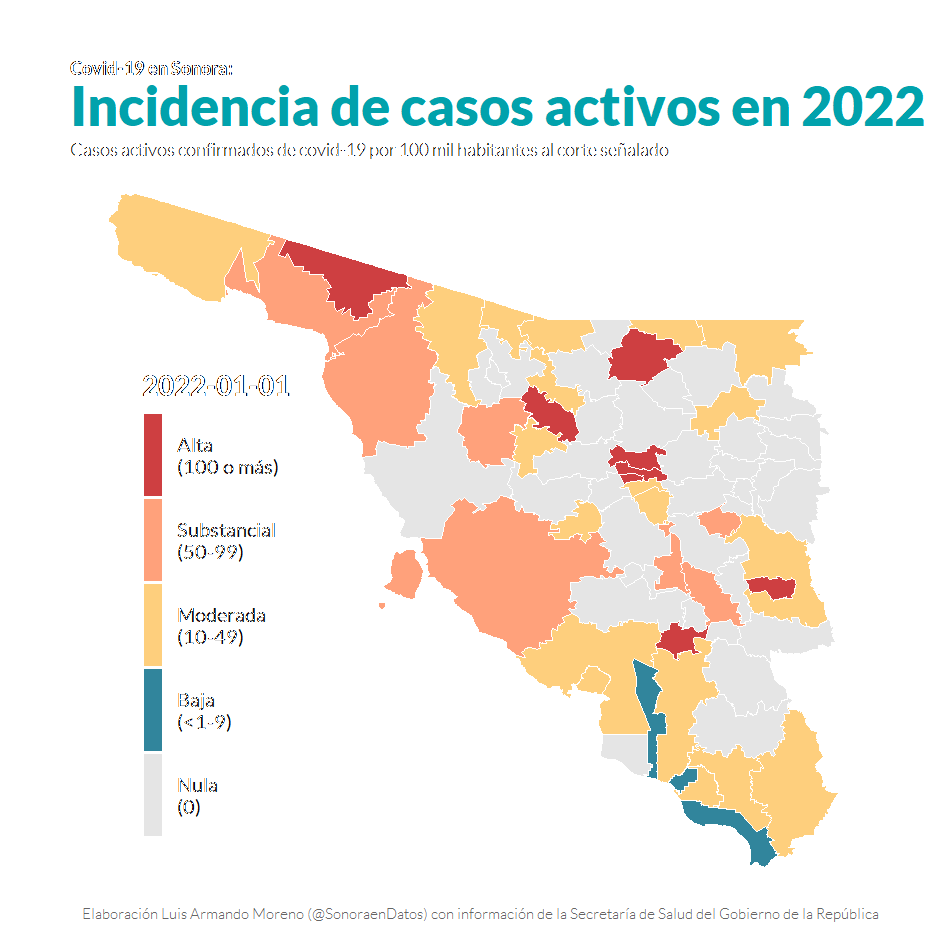 Covid-19 en Sonora:
Incidencia de casos activos en 2022
Casos activos confirmados de covid-19 por 100 mil habitantes al corte señalado
2022-01-01
Alta
(100 o más)
Substancial
(50-99)
Moderada
(10-49)
Baja
(<1-9)
Nula
(0)
Elaboración Luis Armando Moreno (@SonoraenDatos) con información de la Secretaría de Salud del Gobierno de la República